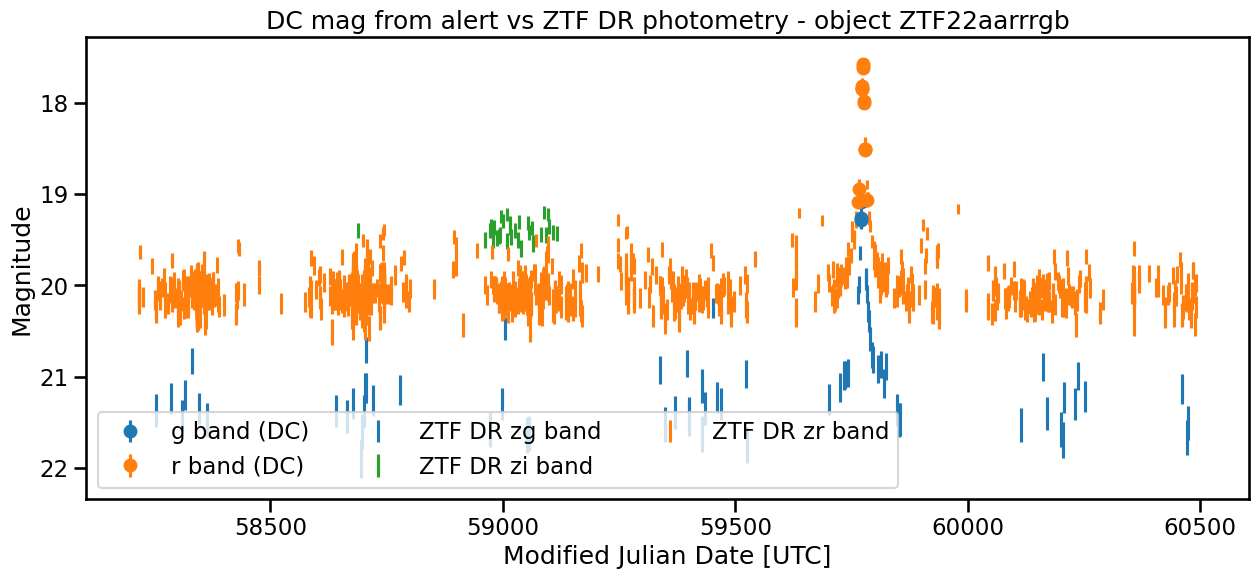 DC mag from alert vs ZTF DR photometry - object ZTF22aarrrgb
Magnitude
18
19
20
21
22
g band (DC)
r band (DC)
ZTF DR zg band
ZTF DR zi band
ZTF DR zr band
58500
59000
59500
60000
60500
Modified Julian Date [UTC]